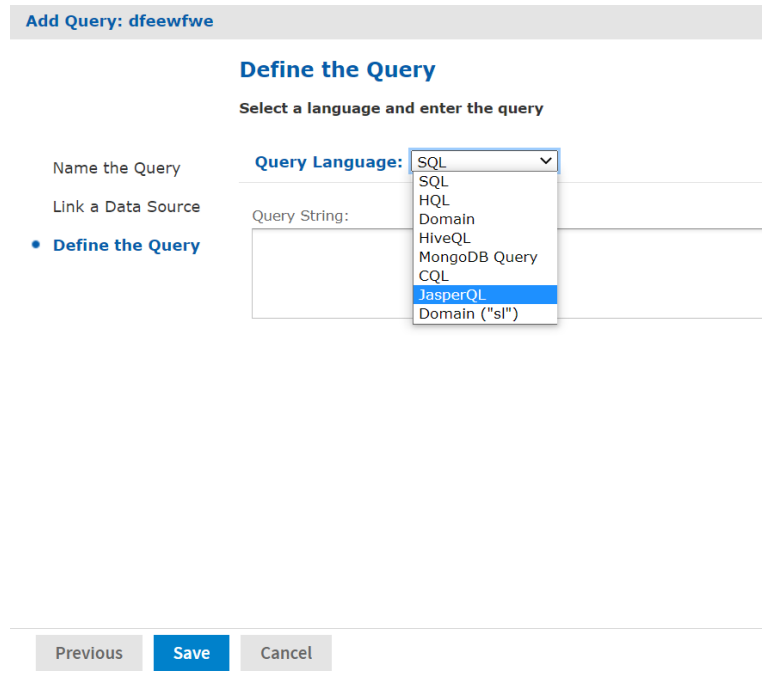 Add Query: dfeewfwe
Define the Query
Select a language and enter the query
Name the Query
Link a Data Source
Define the Query
Query Language: SQL
SQL
HQL
Domain
HiveQL
MongoDB Query
CQL
JasperQL
Domain ("sl")
Query String:
Previous Save Cancel